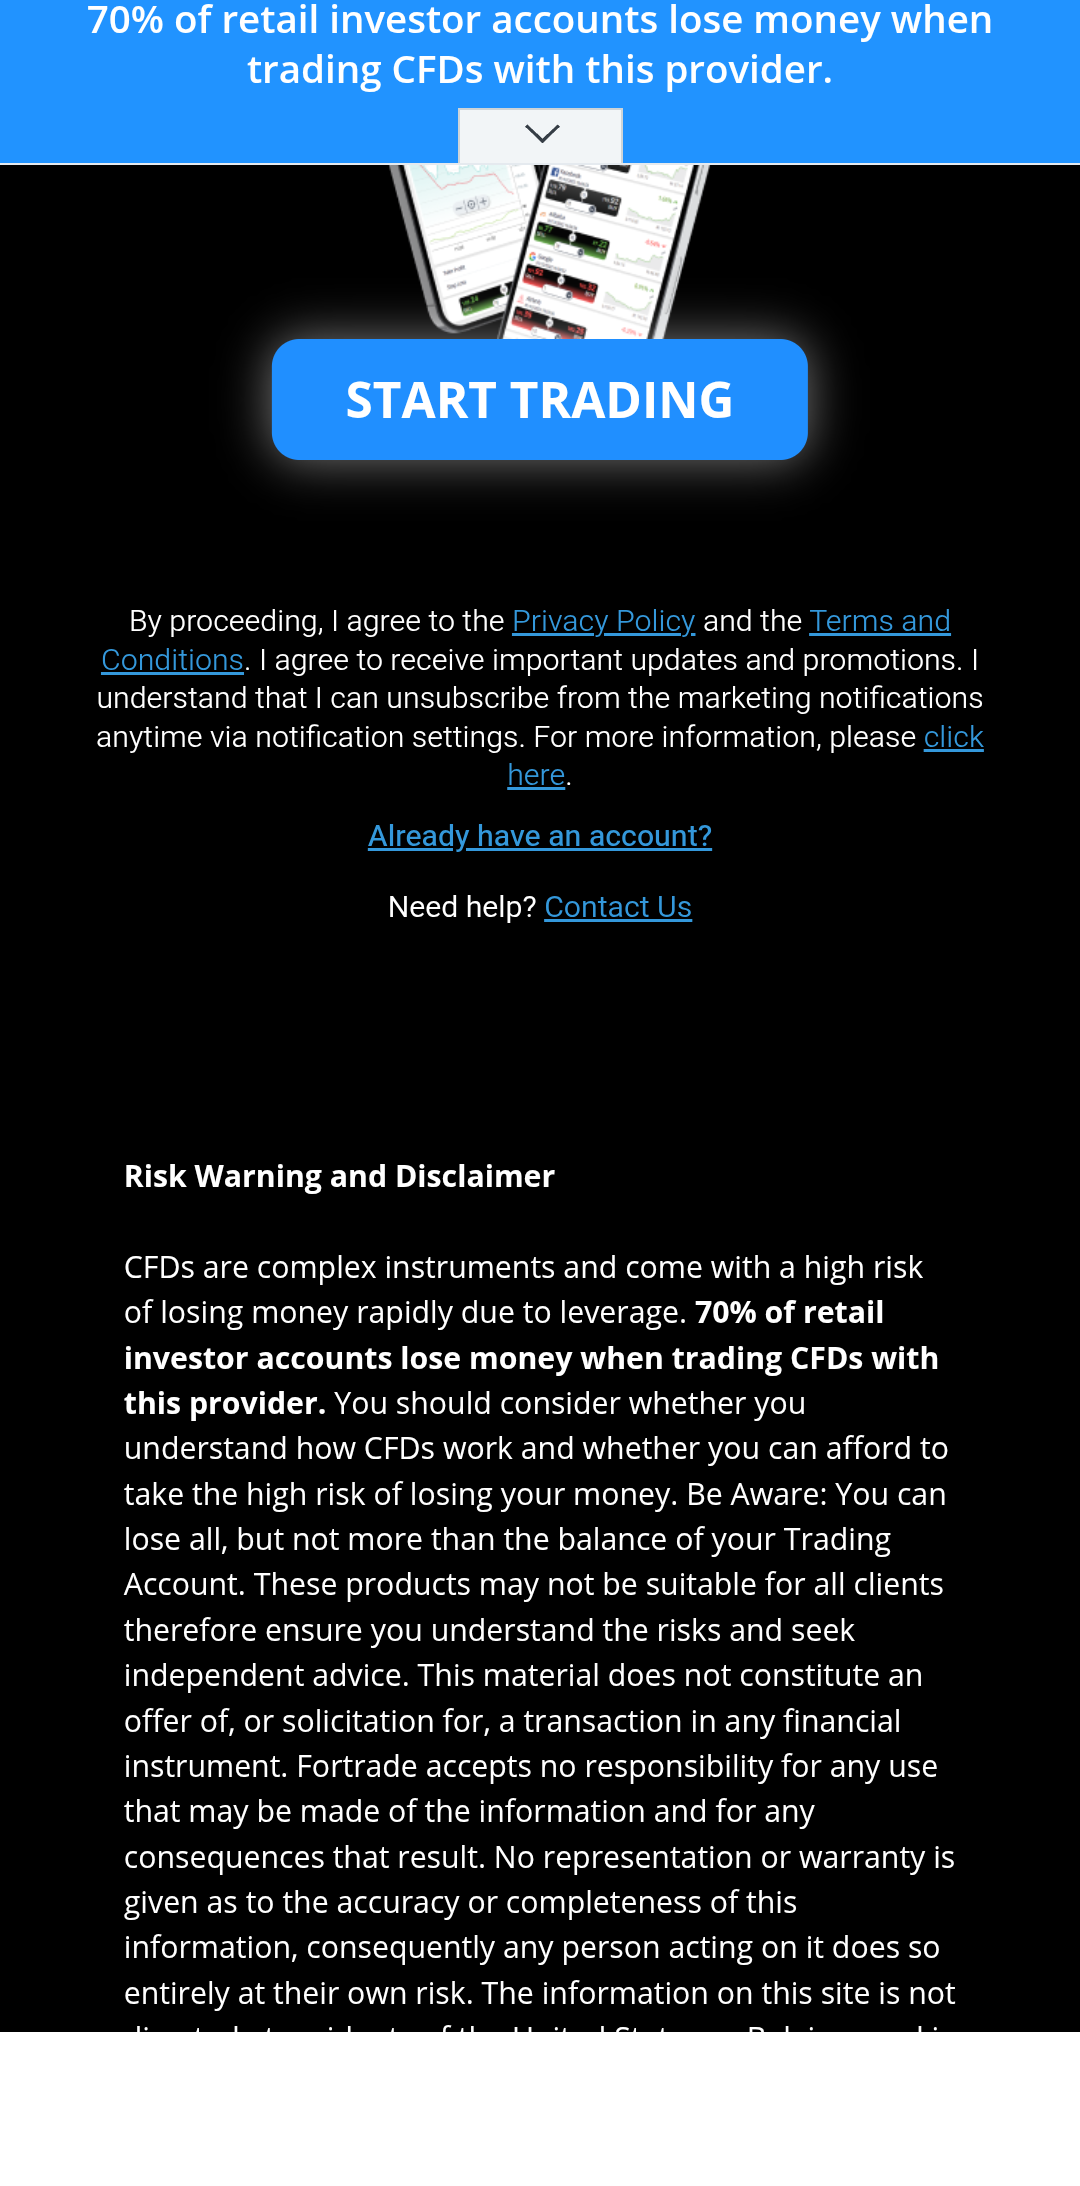 70% of retail investor accounts lose money when
trading CFDs with this provider.
START TRADING
By proceeding, I agree to the Privacy Policy and the Terms and
Conditions. I agree to receive important updates and promotions. I
understand that I can unsubscribe from the marketing notifications
anytime via notification settings. For more information, please click
here.
Already have an account?
Need help? Contact Us
Risk Warning and Disclaimer
CFDs are complex instruments and come with a high risk
of losing money rapidly due to leverage. 70% of retail
investor accounts lose money when trading CFDs with
this provider. You should consider whether you
understand how CFDs work and whether you can afford to
take the high risk of losing your money. Be Aware: You can
lose all, but not more than the balance of your Trading
Account. These products may not be suitable for all clients
therefore ensure you understand the risks and seek
independent advice. This material does not constitute an
offer of, or solicitation for, a transaction in any financial
instrument. Fortrade accepts no responsibility for any use
that may be made of the information and for any
consequences that result. No representation or warranty is
given as to the accuracy or completeness of this
information, consequently any person acting on it does so
entirely at their own risk. The information on this site is not